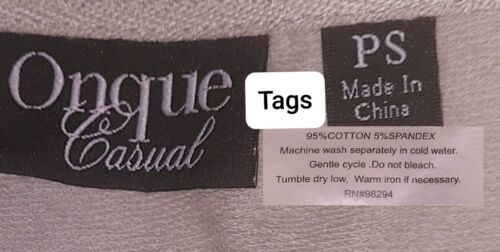 Onque
Casual
Tags
PS
Made In
China
95%COTTON 5%SPANDEX
Machine wash separately in cold water.
Gentle cycle .Do not bleach.
Tumble dry low, Warm iron if necessary.
RN#98294